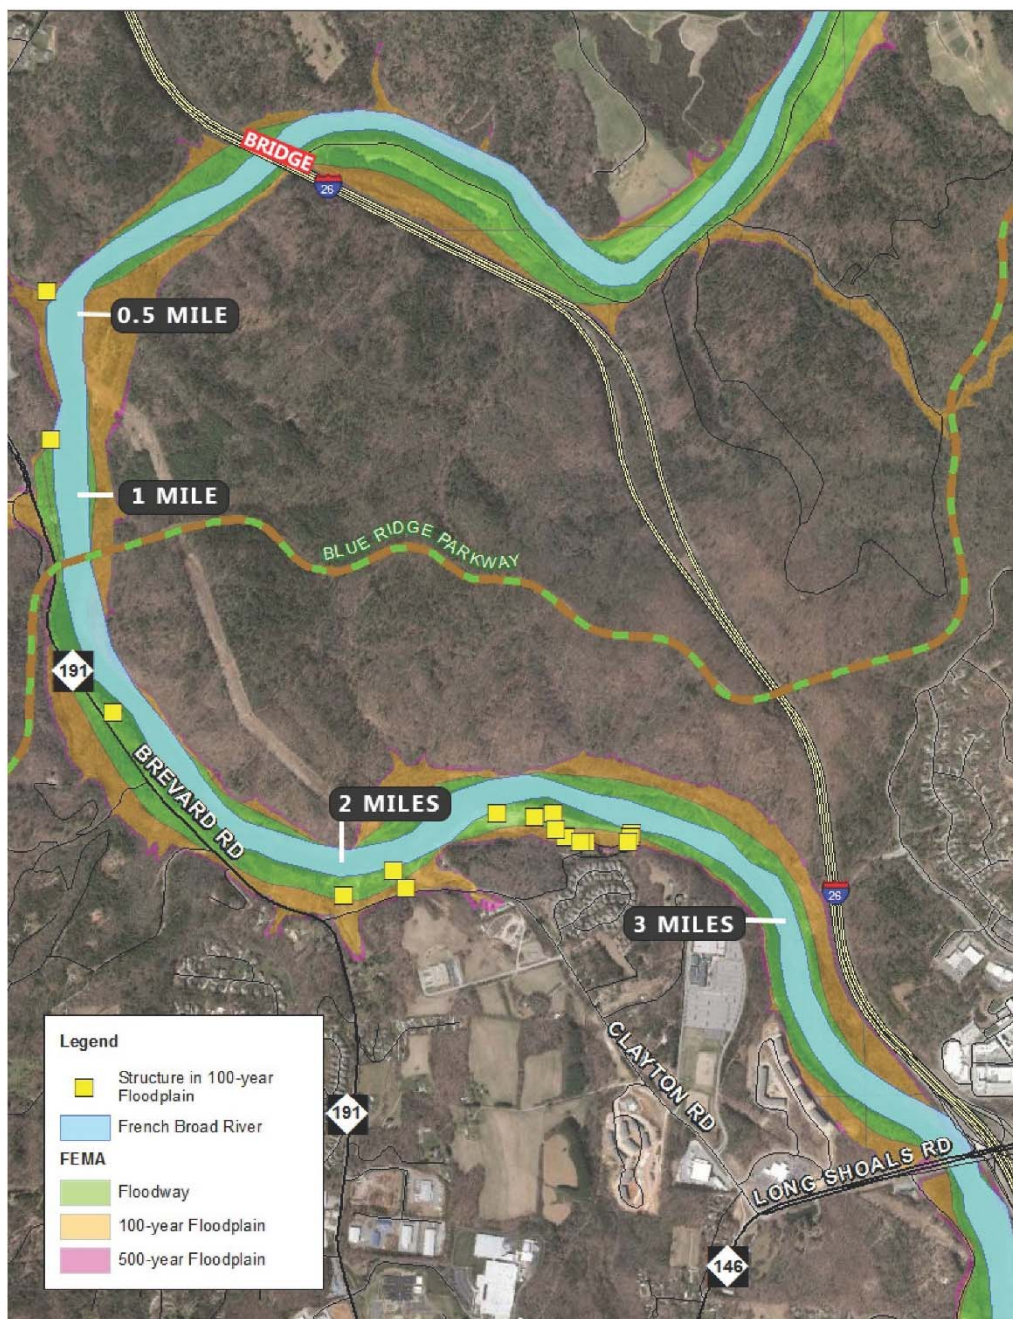 BRIDGE
26
0.5 MILE
1 MILE
BLUE RIDGE PARKWAY
191
BREVARD RD
2 MILES
3 MILES
26
CLAYTON RD
LONG SHOALS RD
191
146
Legend
Structure in 100-year
Floodplain
French Broad River
FEMA
Floodway
100-year Floodplain
500-year Floodplain